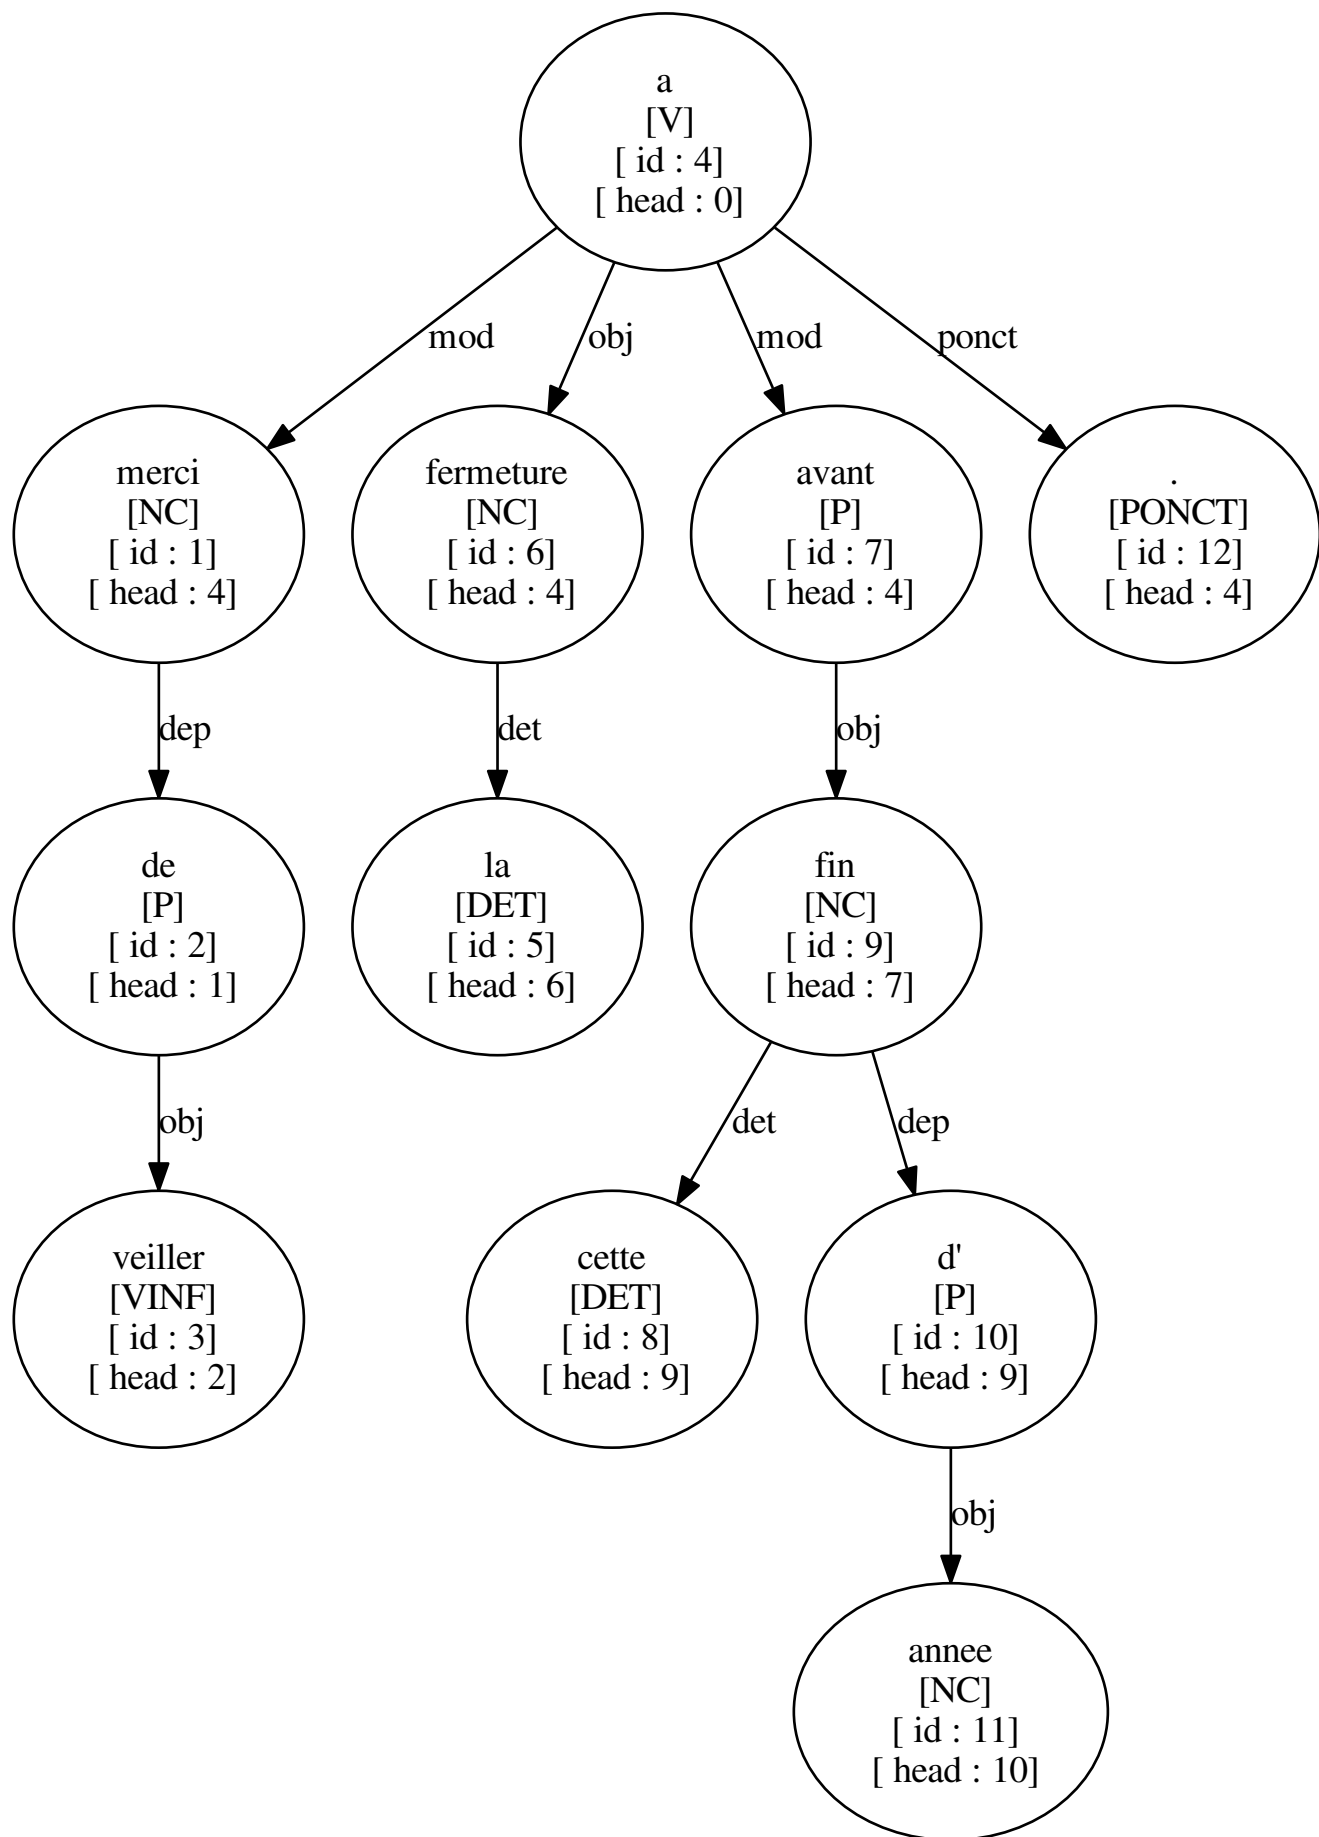 a
[V]
[ id : 4]
[ head : 0]
mod
obj
mod
ponct
merci
[NC]
[ id : 1]
[ head : 4]
fermeture
[NC]
[ id : 6]
[ head : 4]
avant
[P]
[ id : 7]
[ head : 4]
.
[PONCT]
[ id : 12]
[ head : 4]
dep
det
obj
de
[P]
[ id : 2]
[ head : 1]
la
[DET]
[ id : 5]
[ head : 6]
fin
[NC]
[ id : 9]
[ head : 7]
obj
det
dep
veiller
[VINF]
[ id : 3]
[ head : 2]
cette
[DET]
[ id : 8]
[ head : 9]
d'
[P]
[ id : 10]
[ head : 9]
obj
annee
[NC]
[ id : 11]
[ head : 10]